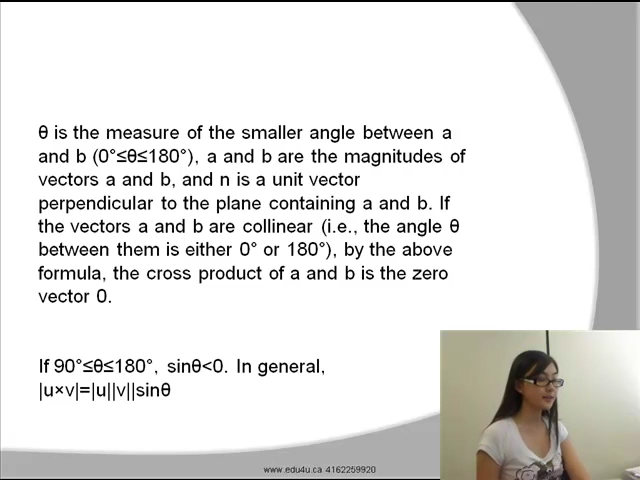 θ is the measure of the smaller angle between a
and b (0°≤θ≤180°), a and b are the magnitudes of
vectors a and b, and n is a unit vector
perpendicular to the plane containing a and b. If
the vectors a and b are collinear (i.e., the angle θ
between them is either 0° or 180°), by the above
formula, the cross product of a and b is the zero
vector 0.
If 90°≤θ≤180°, sinθ<0. In general,
|u×v|=|u||v||sinθ
www.edu4u.ca 4162259920